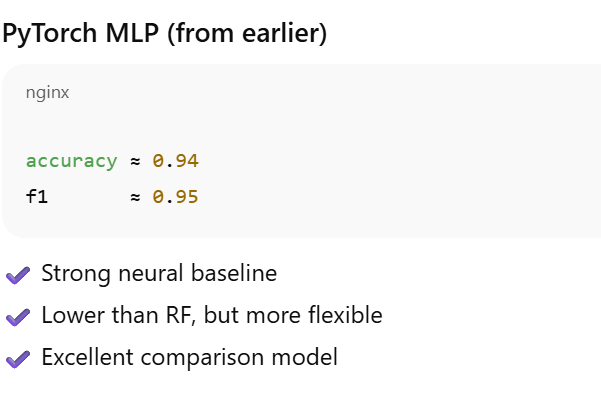 PyTorch MLP (from earlier)
nginx
accuracy ≈ 0.94
f1       ≈ 0.95
✔ Strong neural baseline
✔ Lower than RF, but more flexible
✔ Excellent comparison model